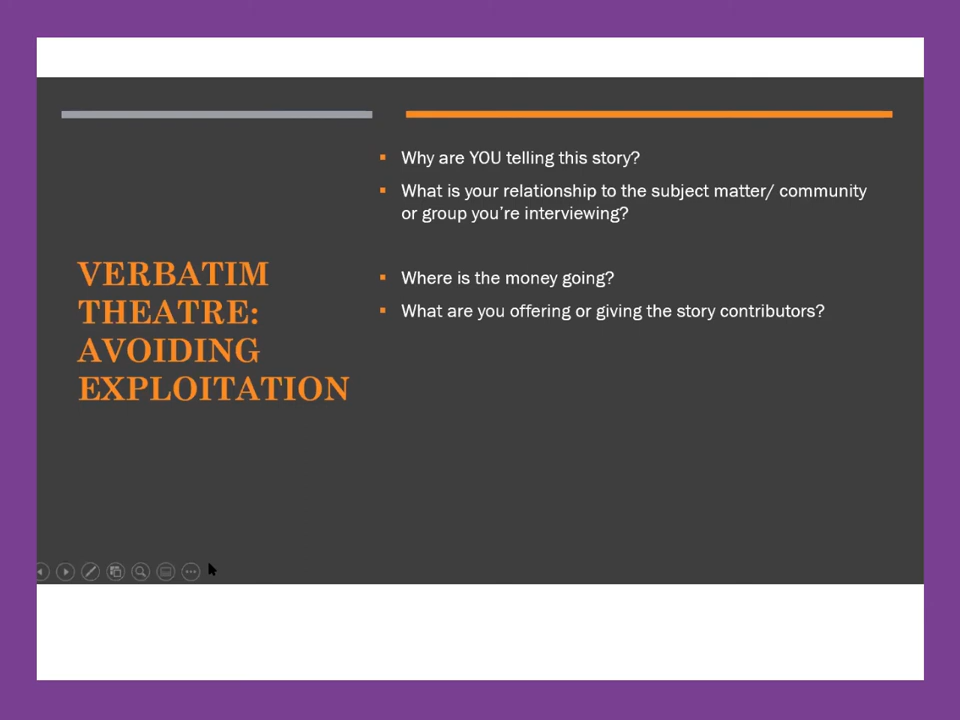 VERBATIM
THEATRE:
AVOIDING
EXPLOITATION
Why are YOU telling this story?
What is your relationship to the subject matter/ community
or group you’re interviewing?
Where is the money going?
What are you offering or giving the story contributors?